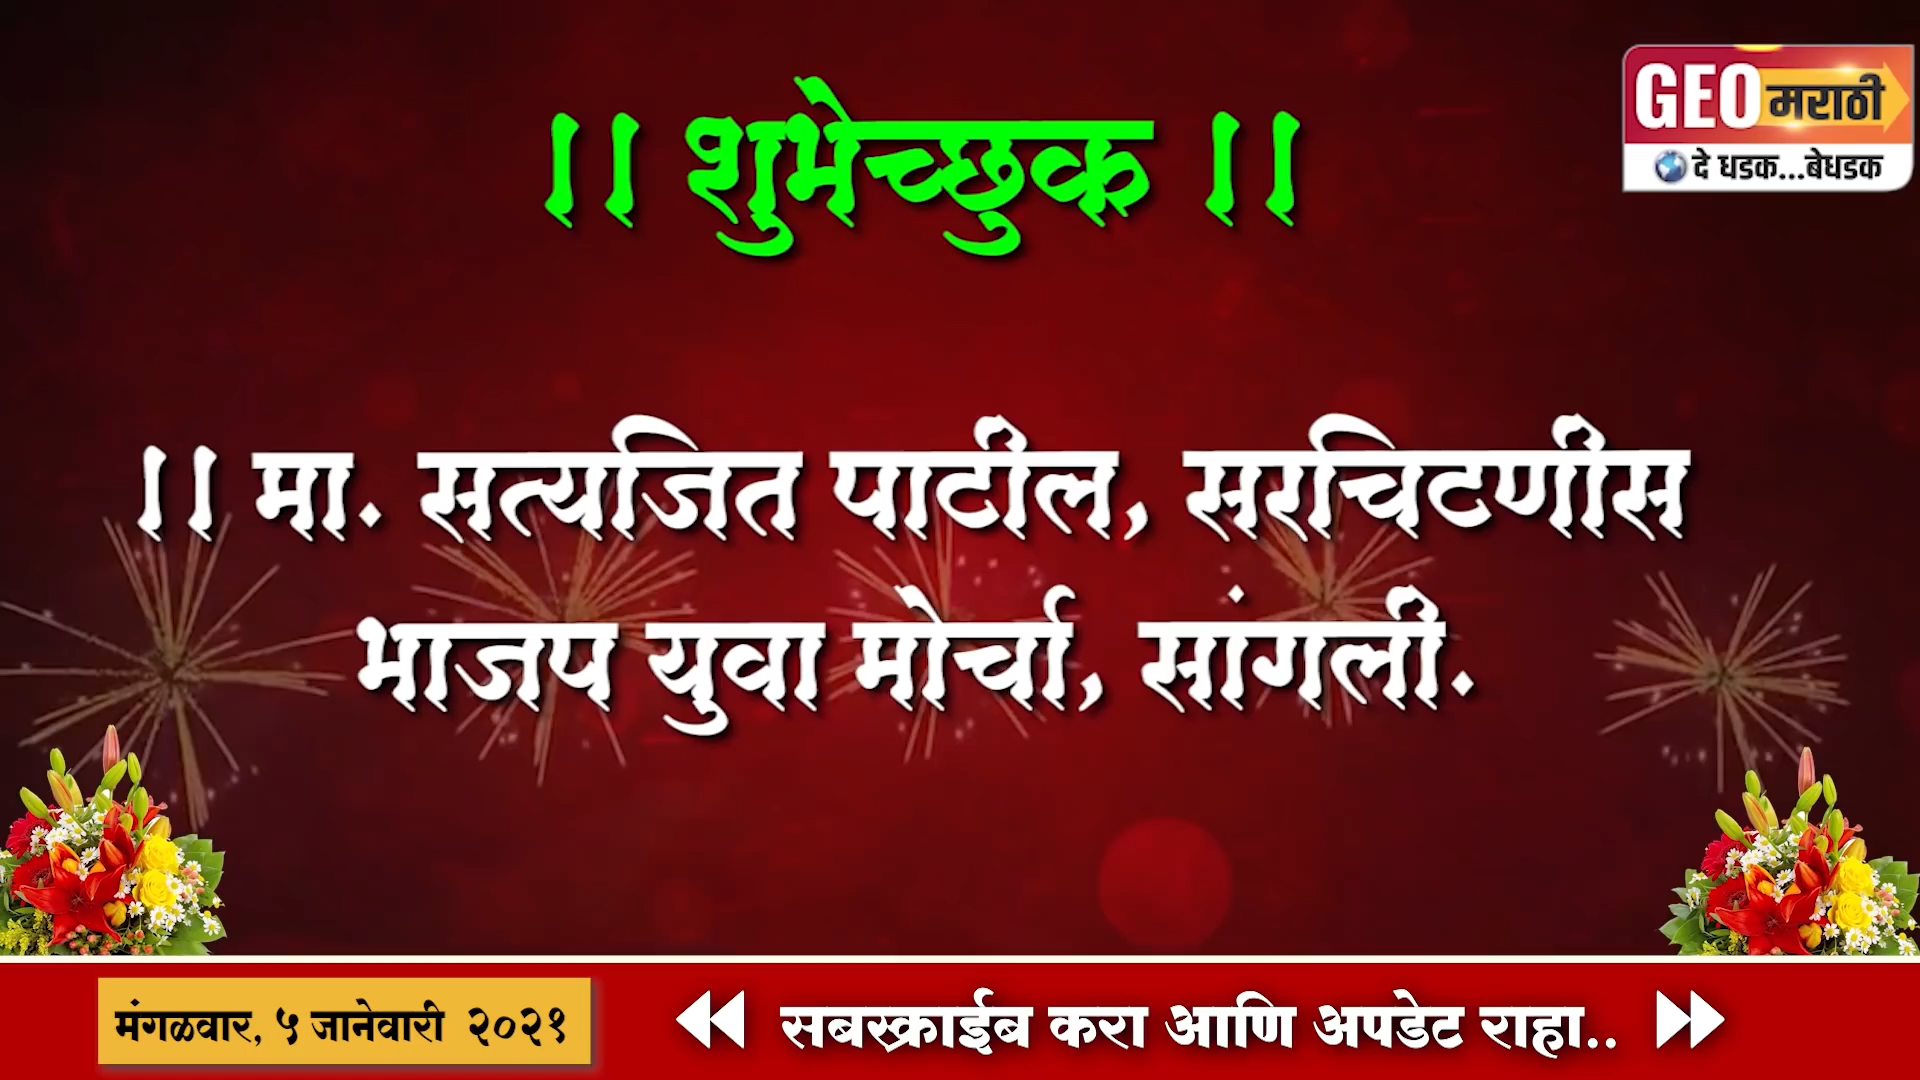 ।। शुभेच्छुक ।।
GEO मराठी
दे धडक...बेधडक
।। मा. सत्यजित पाटील, सरचिटणीस
भाजप युवा मोर्चा, सांगली.
मंगळवार, ५ जानेवारी २०२१
सबस्क्राईब करा आणि अपडेट राहा..